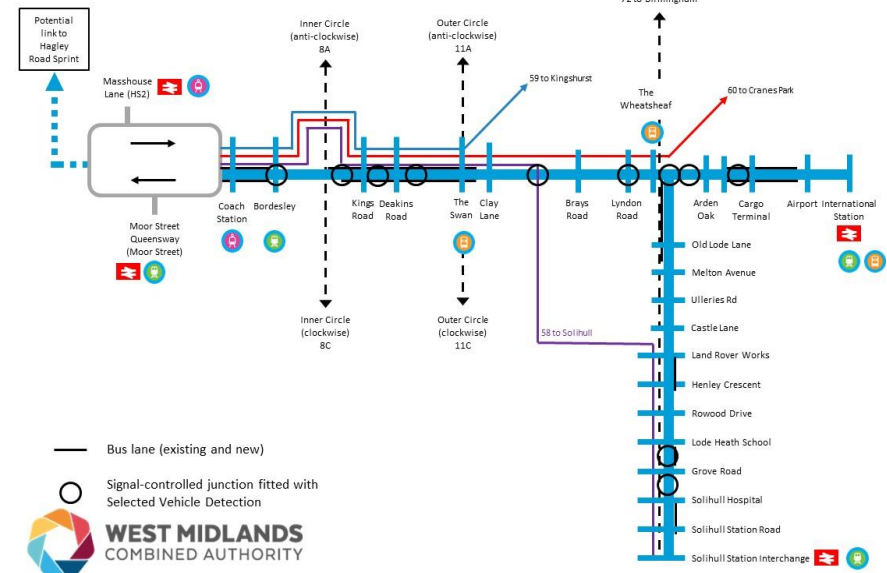 72 to Birmingham
Potential
link to
Hagley
Road Sprint
Inner Circle
(anti-clockwise)
8A
Outer Circle
(anti-clockwise)
11A
Masshouse
Lane (HS2)
59 to Kingshurst
The
Wheatsheaf
60 to Cranes Park
Coach
Station
Bordesley
Kings
Road
Deakins
Road
The
Swan
Clay
Lane
Brays
Road
Lyndon
Road
Arden
Oak
Cargo
Terminal
Airport
International
Station
Moor Street
Queensway
(Moor Street)
Old Lode Lane
Melton Avenue
Ulleries Rd
Castle Lane
Land Rover Works
Henley Crescent
Rowood Drive
Lode Heath School
Grove Road
Solihull Hospital
Solihull Station Road
Solihull Station Interchange
Inner Circle
(clockwise)
8C
Outer Circle
(clockwise)
11C
58 to Solihull
Bus lane (existing and new)
Signal-controlled junction fitted with
Selected Vehicle Detection
WEST MIDLANDS
COMBINED AUTHORITY